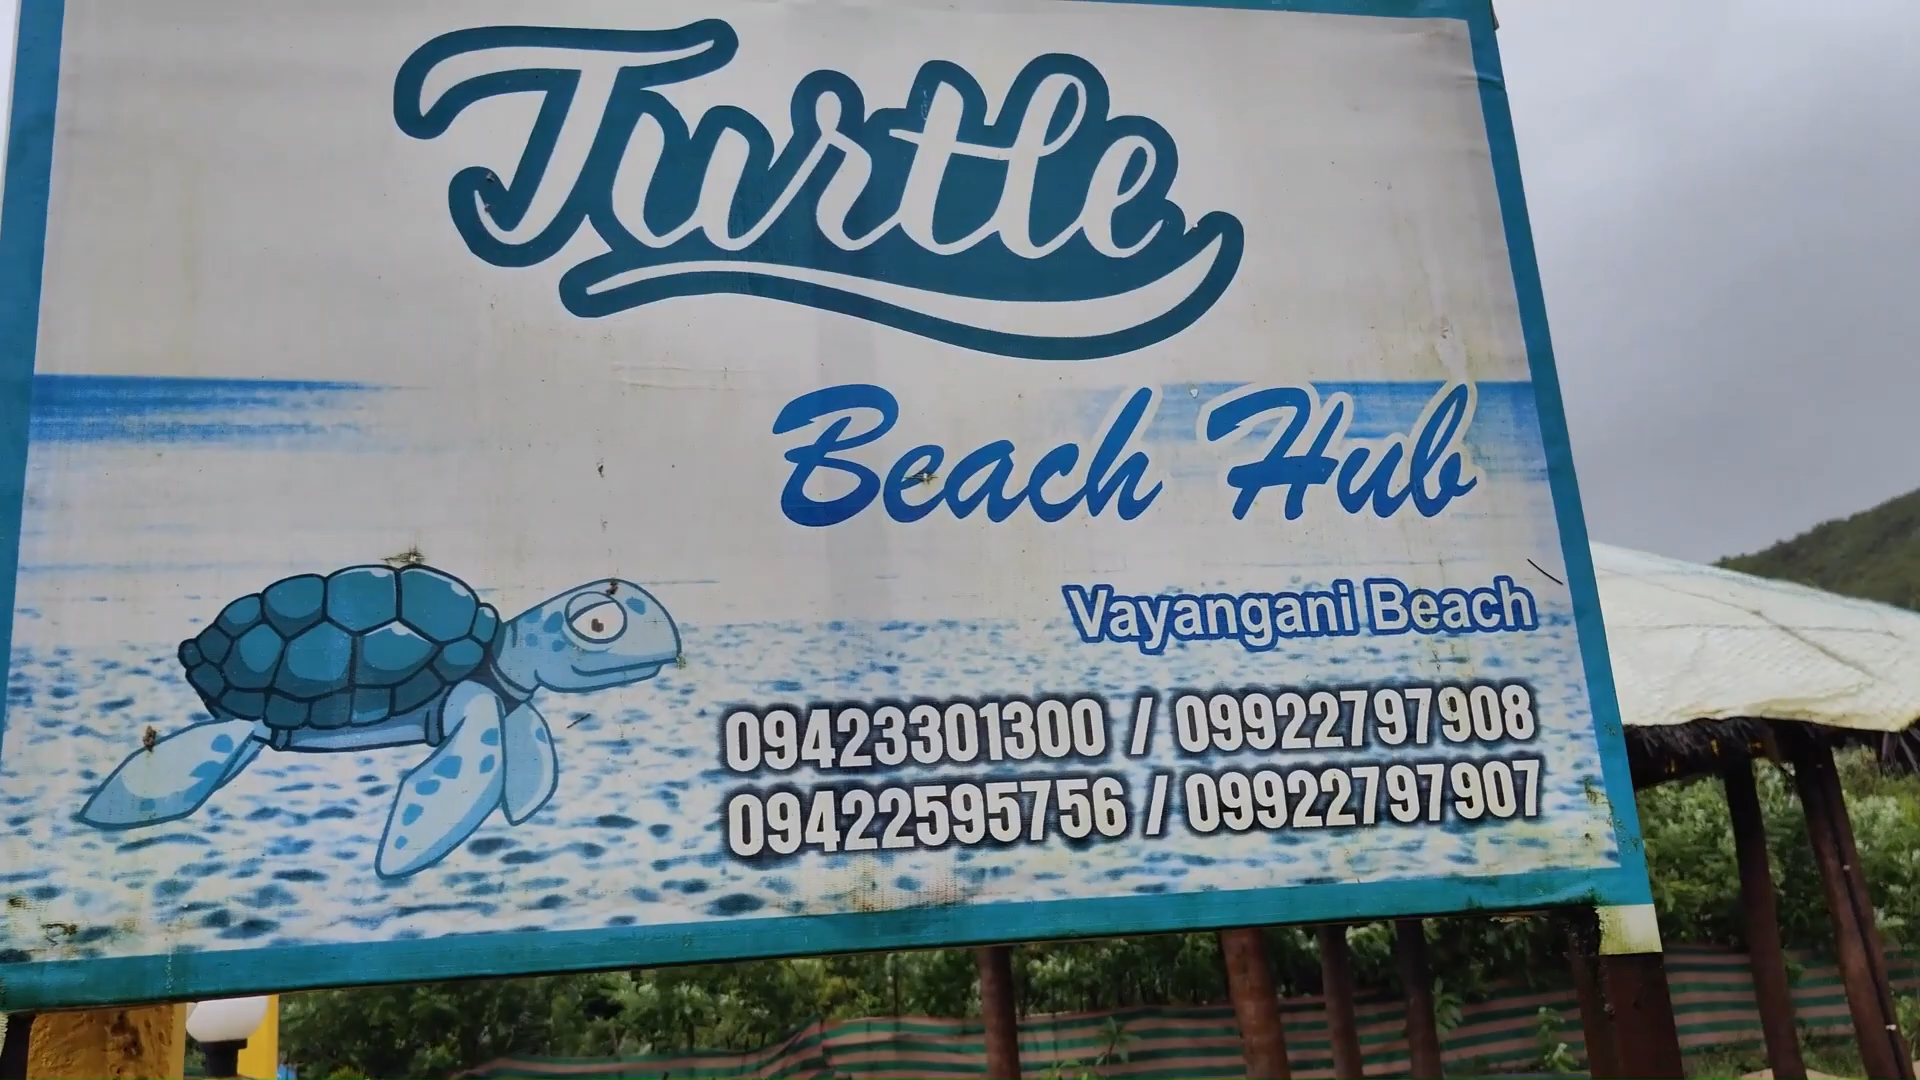 Turtle
Beach Hub
Vayangani Beach
09423301300 / 09922797908
09422595756 / 09922797907